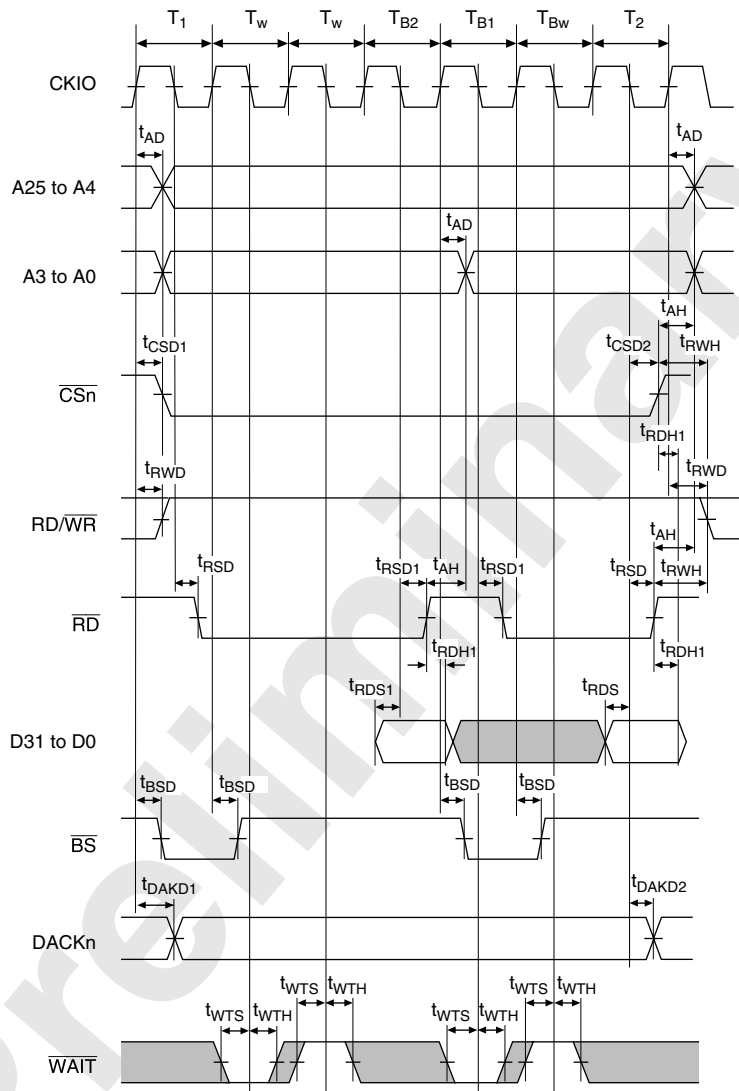 T1 Tw Tw TB2 TB1 TBw T2
CKIO
tAD tAD
A25 to A4
tAD
A3 to A0
tAH
tCSD1 tCSD2 tRWH
CSn
tRDH1
tRWD tRWD
RD/WR
tAH
tRSD tRSD1 tAH tRSD1 tRSD tRWH
RD
tRDH1 tRDH1
tRDS1 tRDS
D31 to D0
tBSD tBSD tBSD tBSD
BS
tDAKD1 tDAKD2
DACKn
tWTS tWTH tWTS tWTH tWTS tWTH tWTS tWTH
WAIT
Preliminary